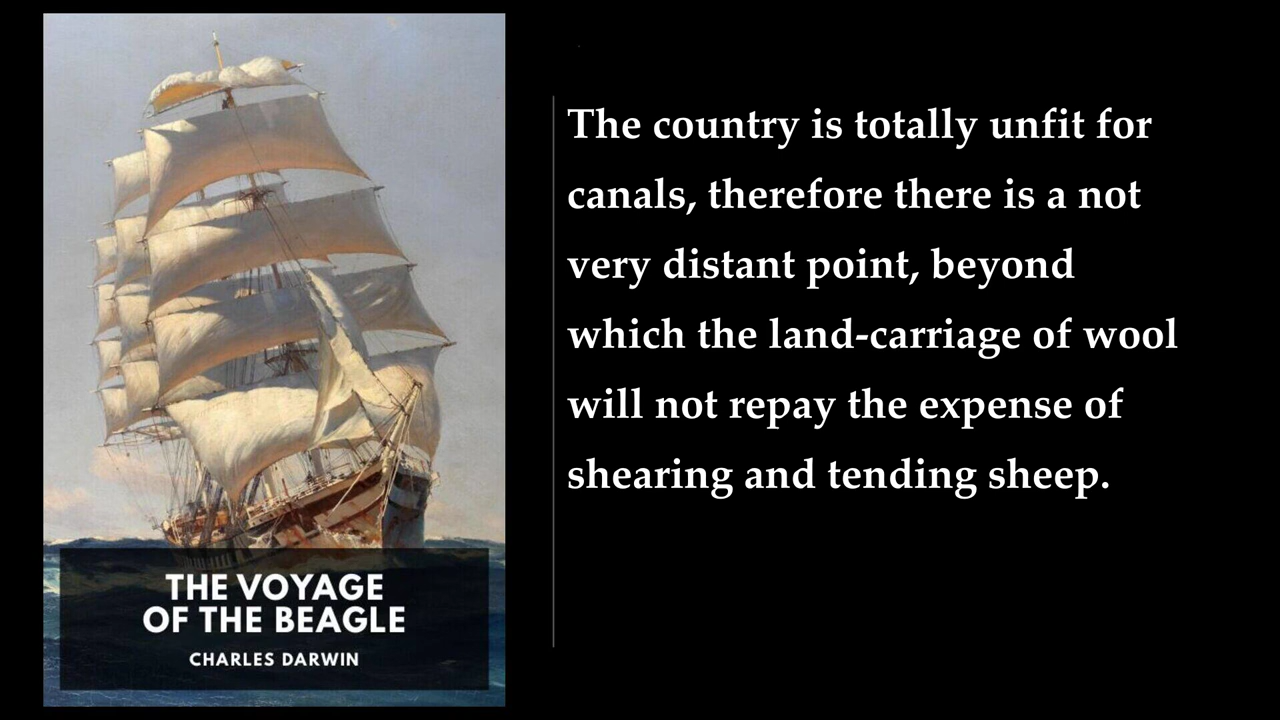 THE VOYAGE
OF THE BEAGLE
CHARLES DARWIN
The country is totally unfit for
canals, therefore there is a not
very distant point, beyond
which the land-carriage of wool
will not repay the expense of
shearing and tending sheep.